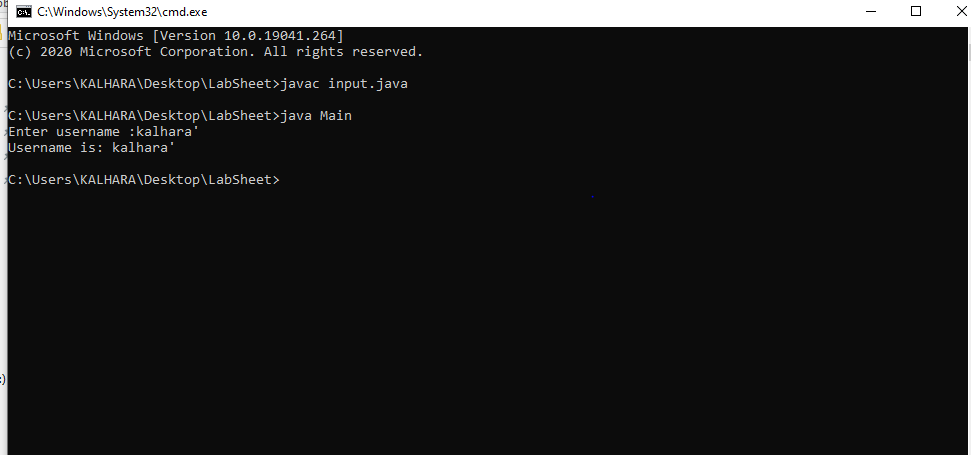 C:\Windows\System32\cmd.exe
Microsoft Windows [Version 10.0.19041.264]
(c) 2020 Microsoft Corporation. All rights reserved.
C:\Users\KALHARA\Desktop\LabSheet>javac input.java
C:\Users\KALHARA\Desktop\LabSheet>java Main
Enter username :kalhara'
Username is: kalhara'
C:\Users\KALHARA\Desktop\LabSheet>